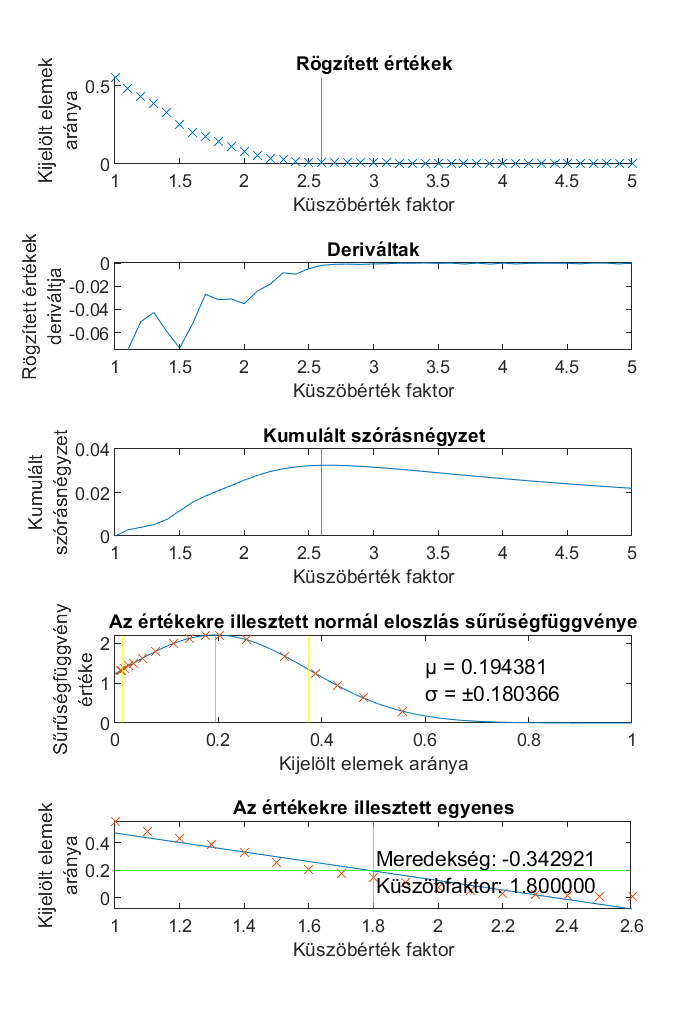 Rögzített értékek
Kijelölt elemek
aránya
0.5
0
1 1.5 2 2.5 3 3.5 4 4.5 5
Küszöbérték faktor
Deriváltak
Rögzített értékek
deriváltja
0
-0.02
-0.04
-0.06
1 1.5 2 2.5 3 3.5 4 4.5 5
Küszöbérték faktor
Kumulált szórásnégyzet
Kumulált
szórásnégyzet
0.04
0.02
0
1 1.5 2 2.5 3 3.5 4 4.5 5
Küszöbérték faktor
Az értékekre illesztett normál eloszlás sűrűségfüggvénye
Sűrűségfüggvény
értéke
2
1
0
μ = 0.194381
σ = ±0.180366
0 0.2 0.4 0.6 0.8 1
Kijelölt elemek aránya
Az értékekre illesztett egyenes
Kijelölt elemek
aránya
0.4
0.2
0
Meredekség: -0.342921
Küszöbfaktor: 1.800000
1 1.2 1.4 1.6 1.8 2 2.2 2.4 2.6
Küszöbérték faktor